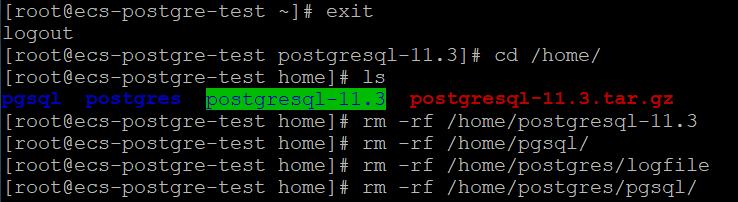 [root@ecs-postgre-test ~]# exit
logout
[root@ecs-postgre-test postgresql-11.3]# cd /home/
[root@ecs-postgre-test home]# ls
pgsql  postgres  postgresql-11.3  postgresql-11.3.tar.gz
[root@ecs-postgre-test home]# rm -rf /home/postgresql-11.3
[root@ecs-postgre-test home]# rm -rf /home/pgsql/
[root@ecs-postgre-test home]# rm -rf /home/postgres/logfile
[root@ecs-postgre-test home]# rm -rf /home/postgres/pgsql/